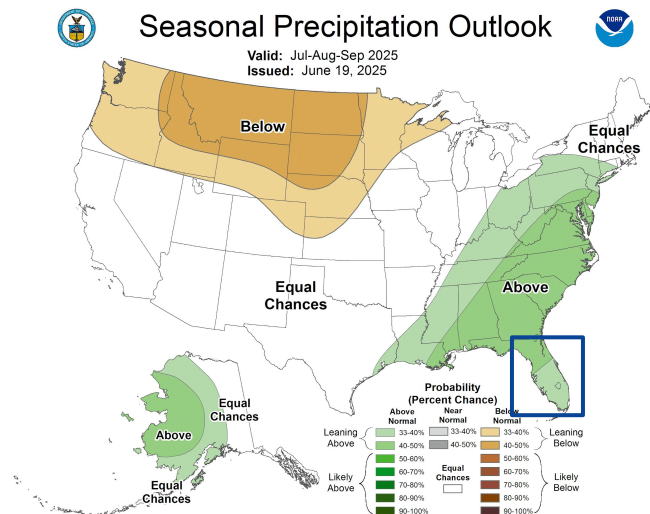 Seasonal Precipitation Outlook
NOAA
Valid: Jul-Aug-Sep 2025
Issued: June 19, 2025
Below
Equal
Chances
Equal
Chances
Above
Equal
Chances
Above
Equal
Chances
Probability
(Percent Chance)
Above
Normal
Near
Normal
Below
Normal
Leaning
Above
33-40%
33-40%
33-40%
Leaning
Below
40-50%
40-50%
40-50%
50-60%
50-60%
Likely
Above
60-70%
Equal
Chances
60-70%
Likely
Below
70-80%
70-80%
80-90%
80-90%
90-100%
90-100%